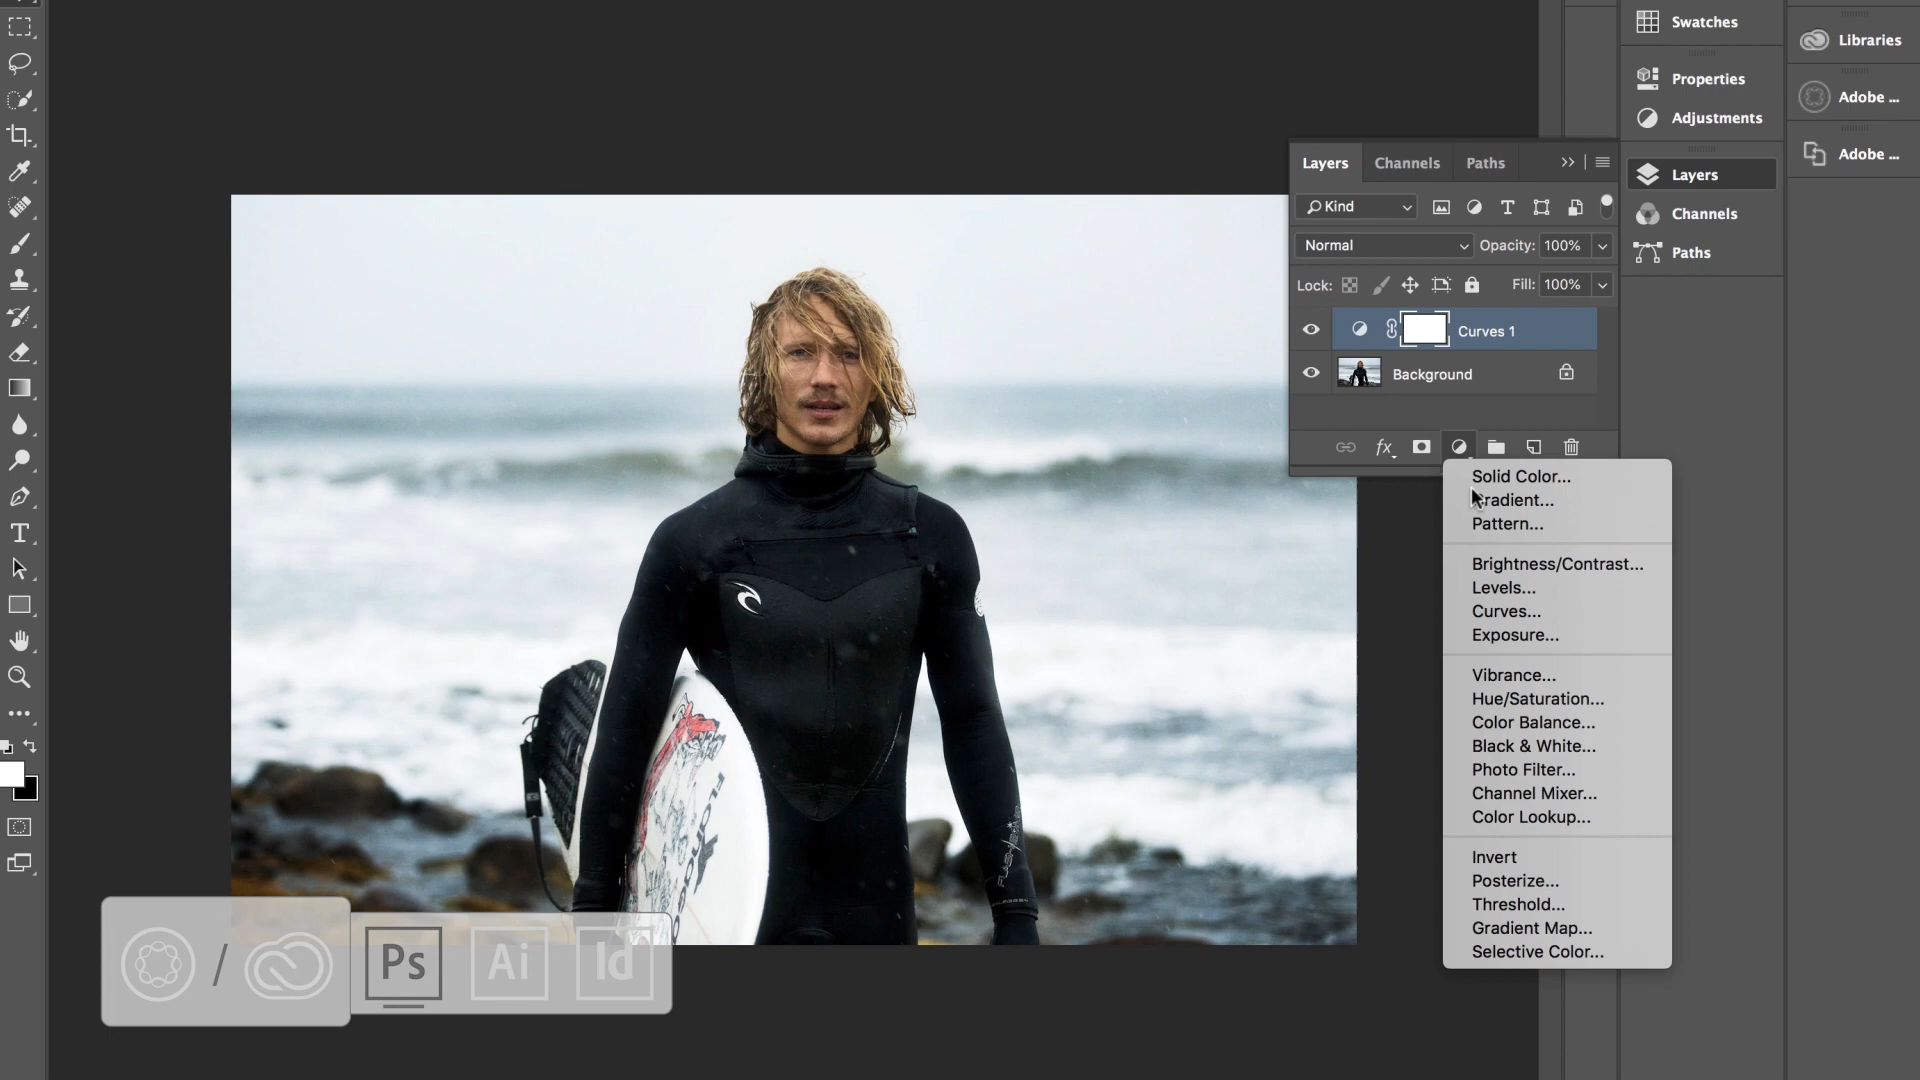 Swatches
Libraries
Properties
Adobe ...
Adjustments
Adobe ...
Layers
Channels
Paths
Layers Channels Paths
Kind
Normal Opacity: 100%
Lock: Fill: 100%
Curves 1
Background
fx
Solid Color...
Gradient...
Pattern...
Brightness/Contrast...
Levels...
Curves...
Exposure...
Vibrance...
Hue/Saturation...
Color Balance...
Black & White...
Photo Filter...
Channel Mixer...
Color Lookup...
Invert
Posterize...
Threshold...
Gradient Map...
Selective Color...
/ Ps Ai Id